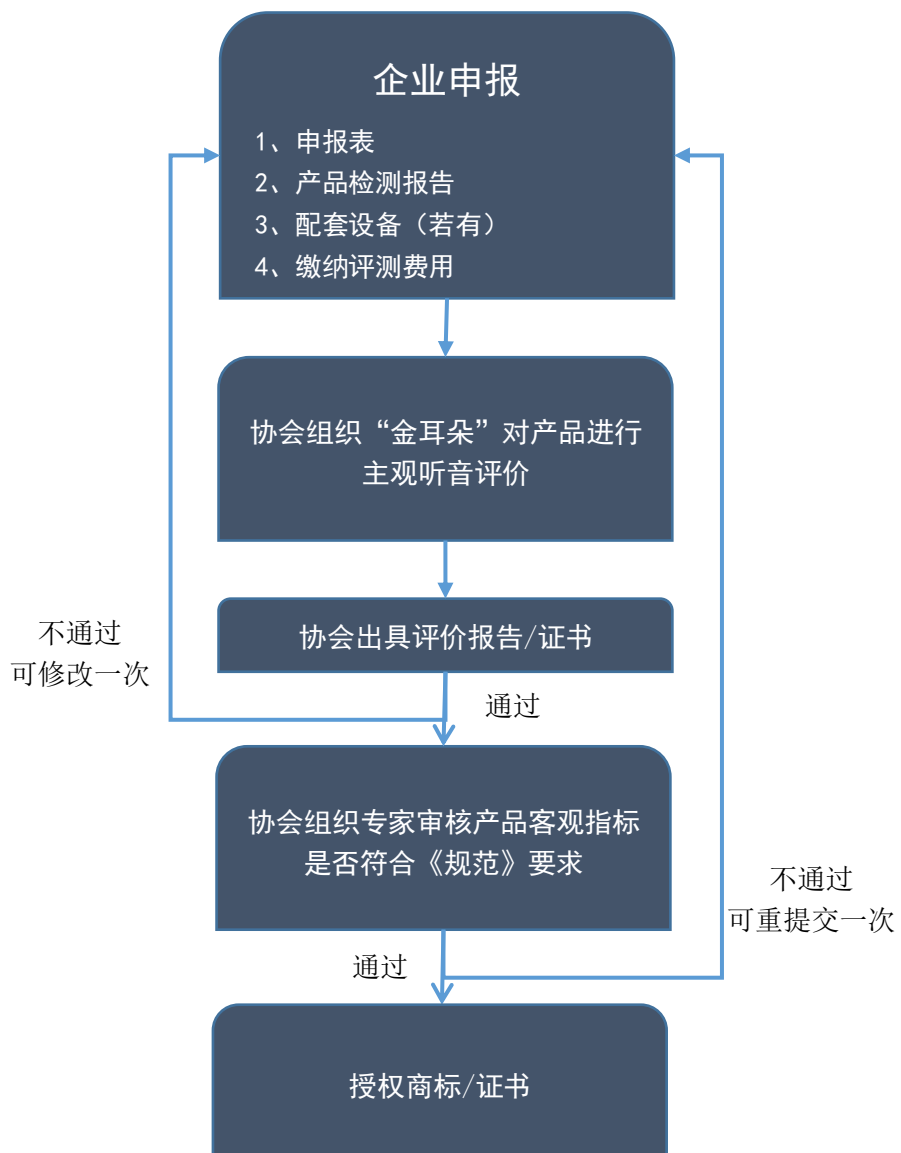 企业申报
1、申报表
2、产品检测报告
3、配套设备（若有）
4、缴纳评测费用
协会组织“金耳朵”对产品进行
主观听音评价
协会出具评价报告/证书
不通过
可修改一次
通过
协会组织专家审核产品客观指标
是否符合《规范》要求
不通过
可重提交一次
通过
授权商标/证书